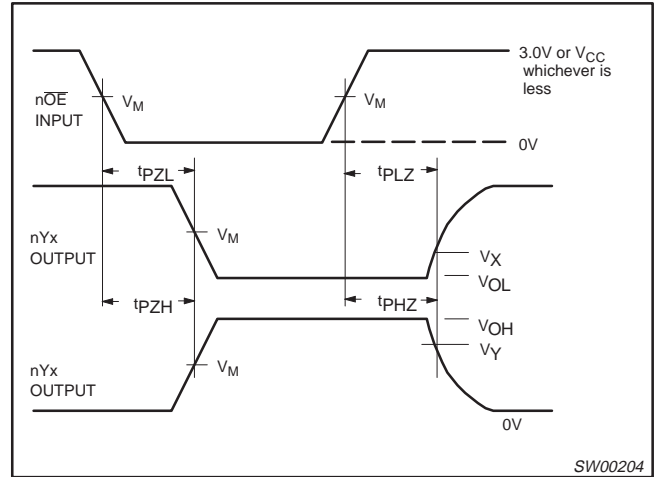 3.0V or VCC
whichever is
less
nOE
INPUT
VM
VM
0V
tPZL
tPLZ
nYx
OUTPUT
VM
VX
VOL
tPZH
tPHZ
VOH
VY
nYx
OUTPUT
VM
0V
SW00204